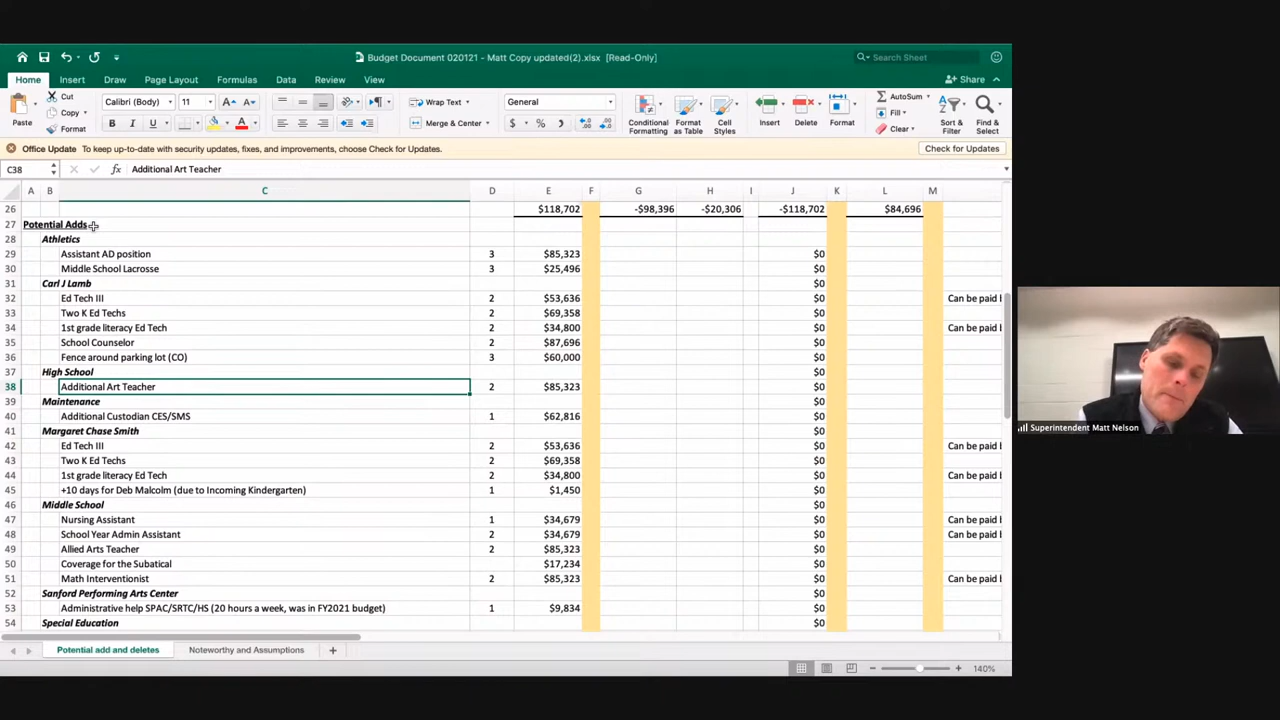 Budget Document 020121 - Matt Copy updated(2).xlsx [Read-Only]
Search Sheet
Home Insert Draw Page Layout Formulas Data Review View Share
Paste
Cut
Copy
Format
Calibri (Body) 11
B I U
Wrap Text
Merge & Center
General
Conditional Formatting
Format as Table
Cell Styles
Insert Delete Format
AutoSum
Fill
Clear
Sort & Filter
Find & Select
Office Update To keep up-to-date with security updates, fixes, and improvements, choose Check for Updates. Check for Updates
C38 fx Additional Art Teacher
A B C D E F G H I J K L M
26 $118,702 -$98,396 -$20,306 -$118,702 $84,696
27 Potential Adds
28 Athletics
29 Assistant AD position 3 $85,323 $0
30 Middle School Lacrosse 3 $25,496 $0
31 Carl J Lamb $0
32 Ed Tech III 2 $53,636 $0 Can be paid b
33 Two K Ed Techs 2 $69,358 $0
34 1st grade literacy Ed Tech 2 $34,800 $0 Can be paid b
35 School Counselor 2 $87,696 $0
36 Fence around parking lot (CO) 3 $60,000 $0
37 High School $0
38 Additional Art Teacher 2 $85,323 $0
39 Maintenance $0
40 Additional Custodian CES/SMS 1 $62,816 $0
41 Margaret Chase Smith $0
42 Ed Tech III 2 $53,636 $0 Can be paid b
43 Two K Ed Techs 2 $69,358 $0
44 1st grade literacy Ed Tech 2 $34,800 $0 Can be paid b
45 +10 days for Deb Malcolm (due to Incoming Kindergarten) 1 $1,450 $0
46 Middle School $0
47 Nursing Assistant 1 $34,679 $0 Can be paid b
48 School Year Admin Assistant 2 $34,679 $0 Can be paid b
49 Allied Arts Teacher 2 $85,323 $0
50 Coverage for the Subatical $17,234 $0
51 Math Interventionist 2 $85,323 $0 Can be paid b
52 Sanford Performing Arts Center $0
53 Administrative help SPAC/SRTC/HS (20 hours a week, was in FY2021 budget) 1 $9,834 $0
54 Special Education $0
Potential add and deletes Noteworthy and Assumptions +
140%
Superintendent Matt Nelson